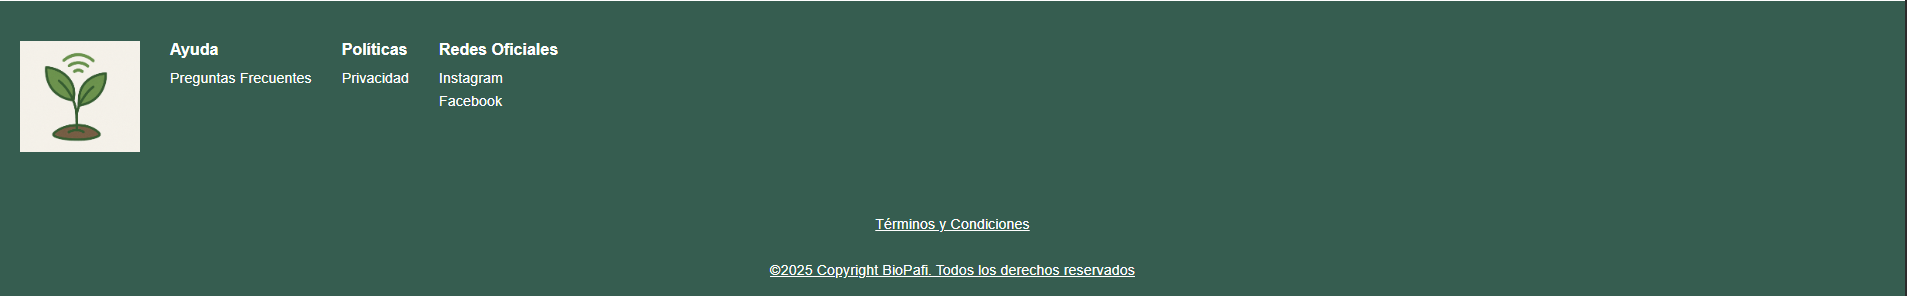 Ayuda
Preguntas Frecuentes
Políticas
Privacidad
Redes Oficiales
Instagram
Facebook
Términos y Condiciones
©2025 Copyright BioPafi. Todos los derechos reservados